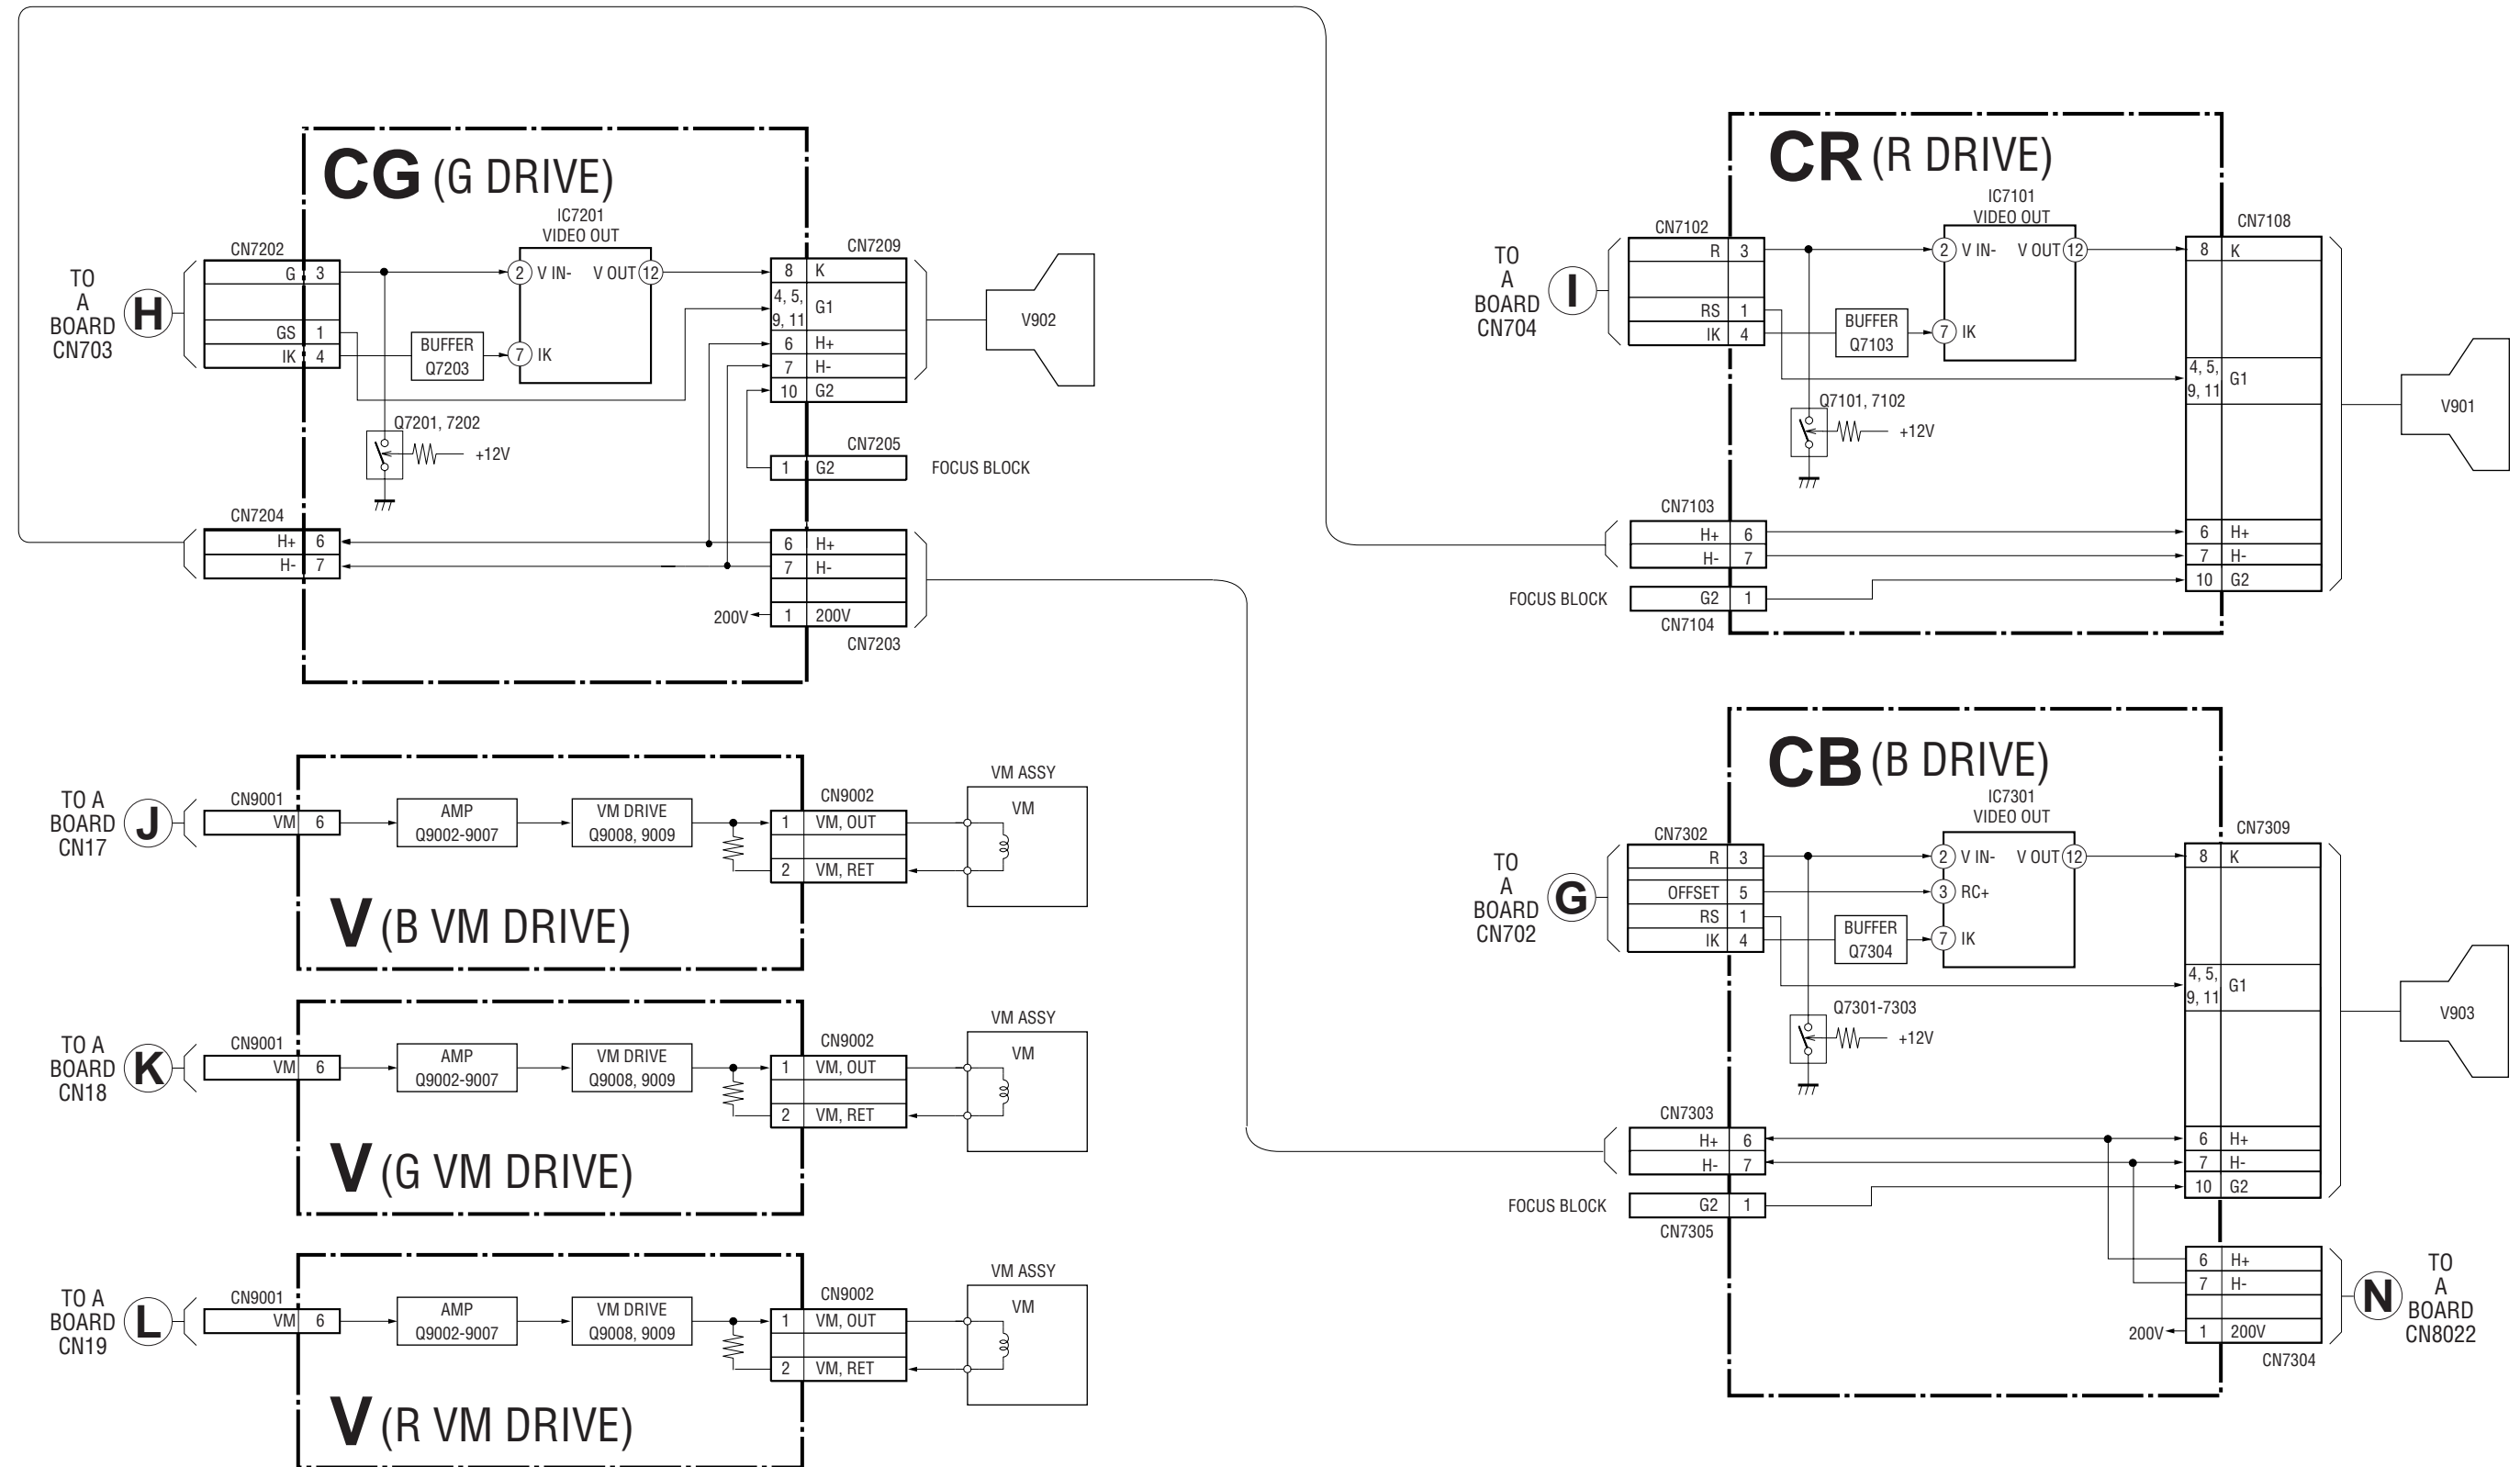 CG (G DRIVE)
IC7201
VIDEO OUT
CN7202
G 3
GS 1
IK 4
TO
A
BOARD
CN703
H
2 V IN- V OUT 12
7 IK
BUFFER
Q7203
Q7201, 7202
+12V
CN7209
8 K
4, 5,
9, 11 G1
6 H+
7 H-
10 G2
V902
CN7205
1 G2
FOCUS BLOCK
CN7204
H+ 6
H- 7
6 H+
7 H-
200V 1 200V
CN7203
CR (R DRIVE)
IC7101
VIDEO OUT
CN7102
R 3
RS 1
IK 4
TO
A
BOARD
CN704
I
2 V IN- V OUT 12
7 IK
BUFFER
Q7103
Q7101, 7102
+12V
CN7108
8 K
4, 5,
9, 11 G1
6 H+
7 H-
10 G2
V901
CN7103
H+ 6
H- 7
FOCUS BLOCK
G2 1
CN7104
TO A
BOARD
CN17
J
CN9001
VM 6
AMP
Q9002-9007
VM DRIVE
Q9008, 9009
CN9002
1 VM, OUT
2 VM, RET
VM ASSY
VM
V (B VM DRIVE)
TO A
BOARD
CN18
K
CN9001
VM 6
AMP
Q9002-9007
VM DRIVE
Q9008, 9009
CN9002
1 VM, OUT
2 VM, RET
VM ASSY
VM
V (G VM DRIVE)
TO A
BOARD
CN19
L
CN9001
VM 6
AMP
Q9002-9007
VM DRIVE
Q9008, 9009
CN9002
1 VM, OUT
2 VM, RET
VM ASSY
VM
V (R VM DRIVE)
CB (B DRIVE)
IC7301
VIDEO OUT
CN7302
R 3
OFFSET 5
RS 1
IK 4
TO
A
BOARD
CN702
G
2 V IN- V OUT 12
3 RC+
7 IK
BUFFER
Q7304
Q7301-7303
+12V
CN7309
8 K
4, 5,
9, 11 G1
6 H+
7 H-
10 G2
V903
CN7303
H+ 6
H- 7
FOCUS BLOCK
G2 1
CN7305
6 H+
7 H-
200V 1 200V
CN7304
N
TO
A
BOARD
CN8022